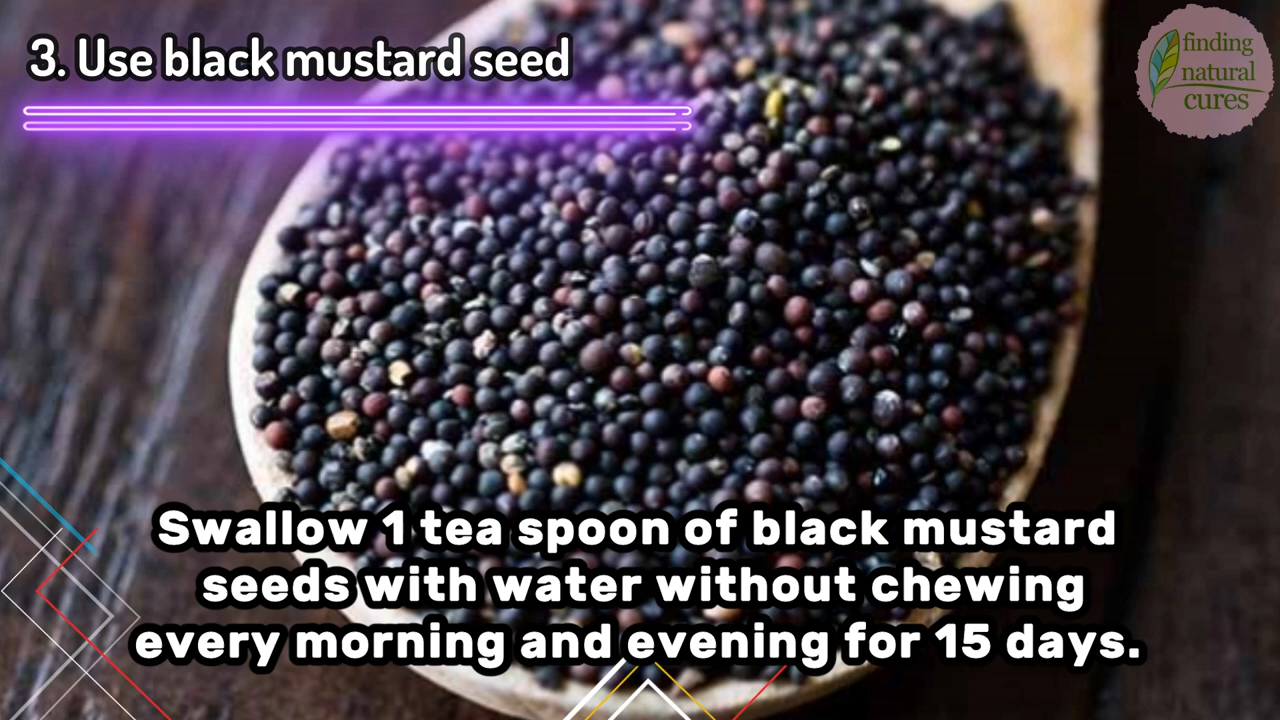 3. Use black mustard seed
finding
natural
cures
Swallow 1 tea spoon of black mustard
seeds with water without chewing
every morning and evening for 15 days.